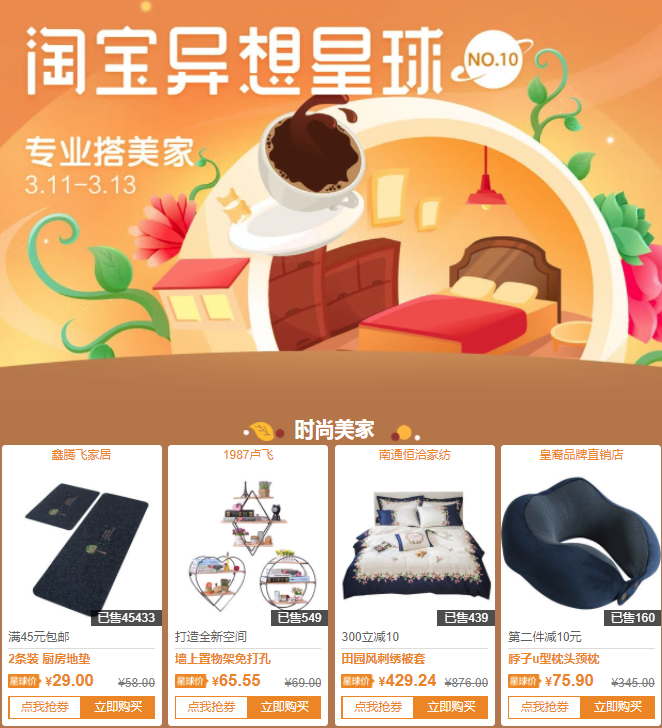 淘宝异想星球
NO.10
专业搭美家
3.11-3.13
时尚美家
鑫腾飞家居
已售45433
满45元包邮
2条装 厨房地垫
星球价 ¥29.00 ¥58.00
点我抢券 立即购买
1987卢飞
已售549
打造全新空间
墙上置物架免打孔
星球价 ¥65.55 ¥69.00
点我抢券 立即购买
南通恒洽家纺
已售439
300立减10
田园风刺绣被套
星球价 ¥429.24 ¥876.00
点我抢券 立即购买
皇裔品牌直销店
已售160
第二件减10元
脖子u型枕头颈枕
星球价 ¥75.90 ¥345.00
点我抢券 立即购买